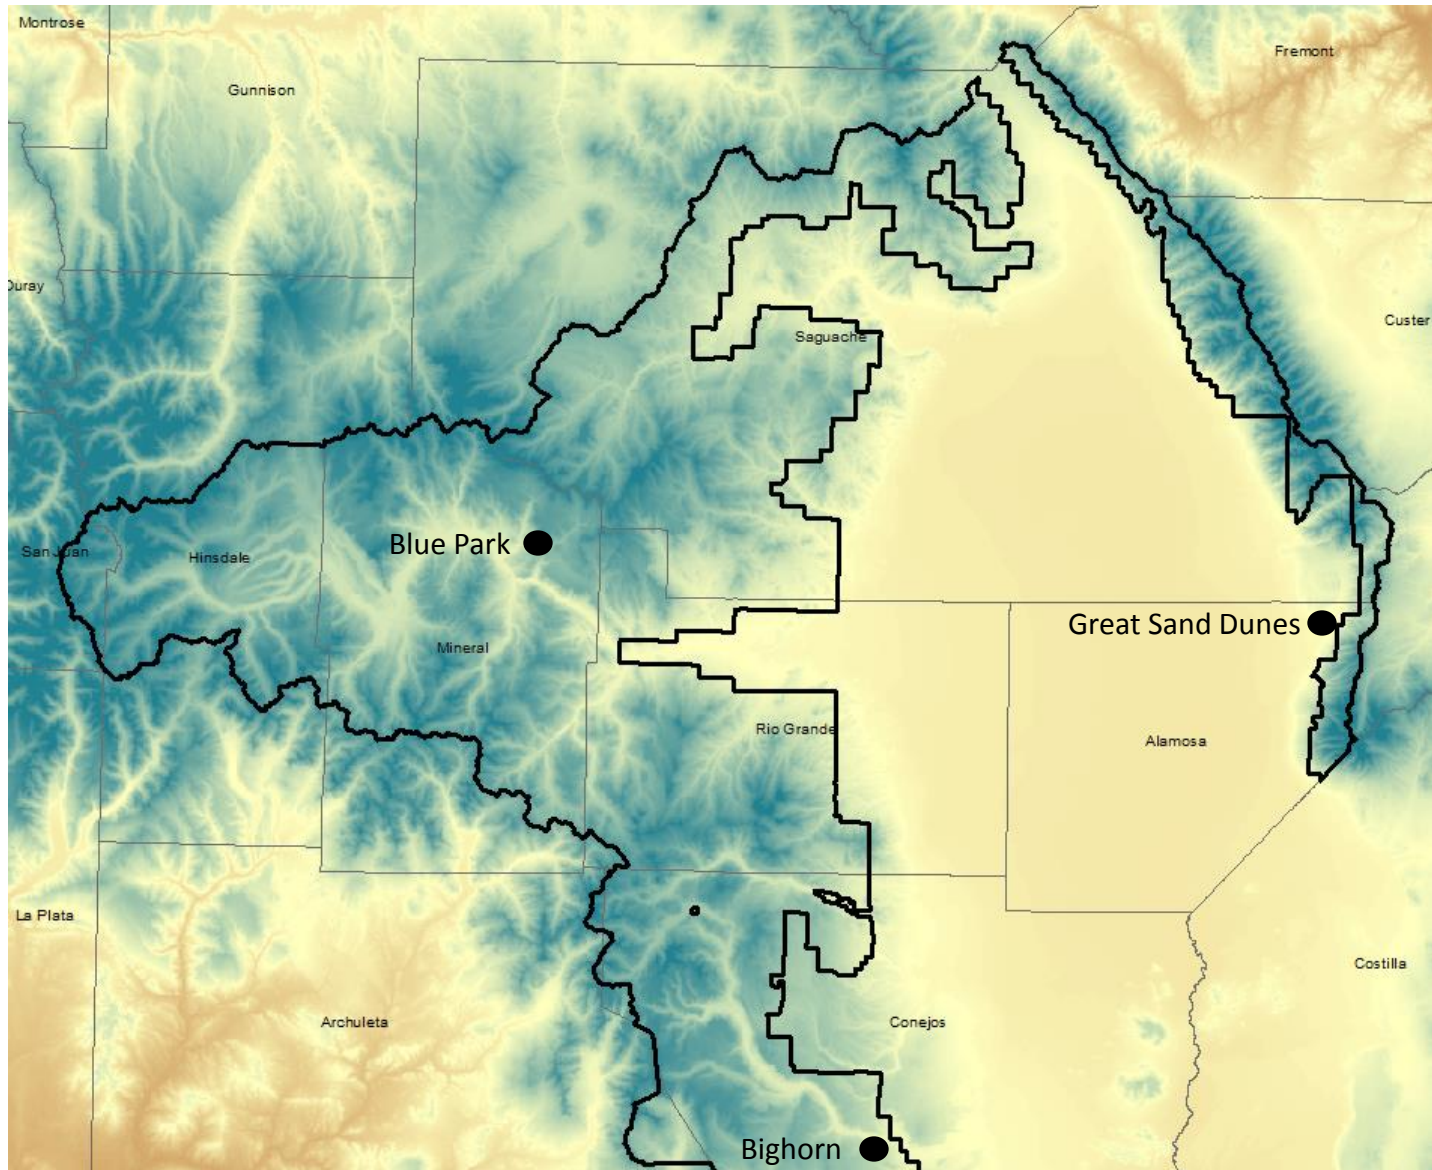 Montrose
Fremont
Gunnison
Ouray
Custer
Saguache
Blue Park
San Juan
Hinsdale
Great Sand Dunes
Mineral
Rio Grande
Alamosa
La Plata
Costilla
Archuleta
Conejos
Bighorn